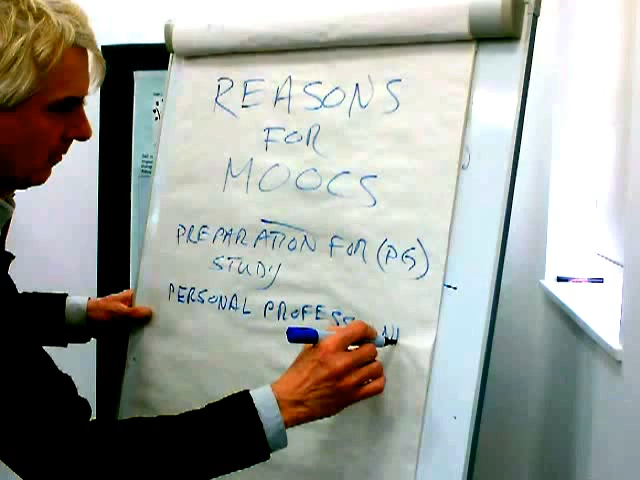 REASONS
FOR
MOOCS
PREPARATION FOR (PG)
STUDY
PERSONAL